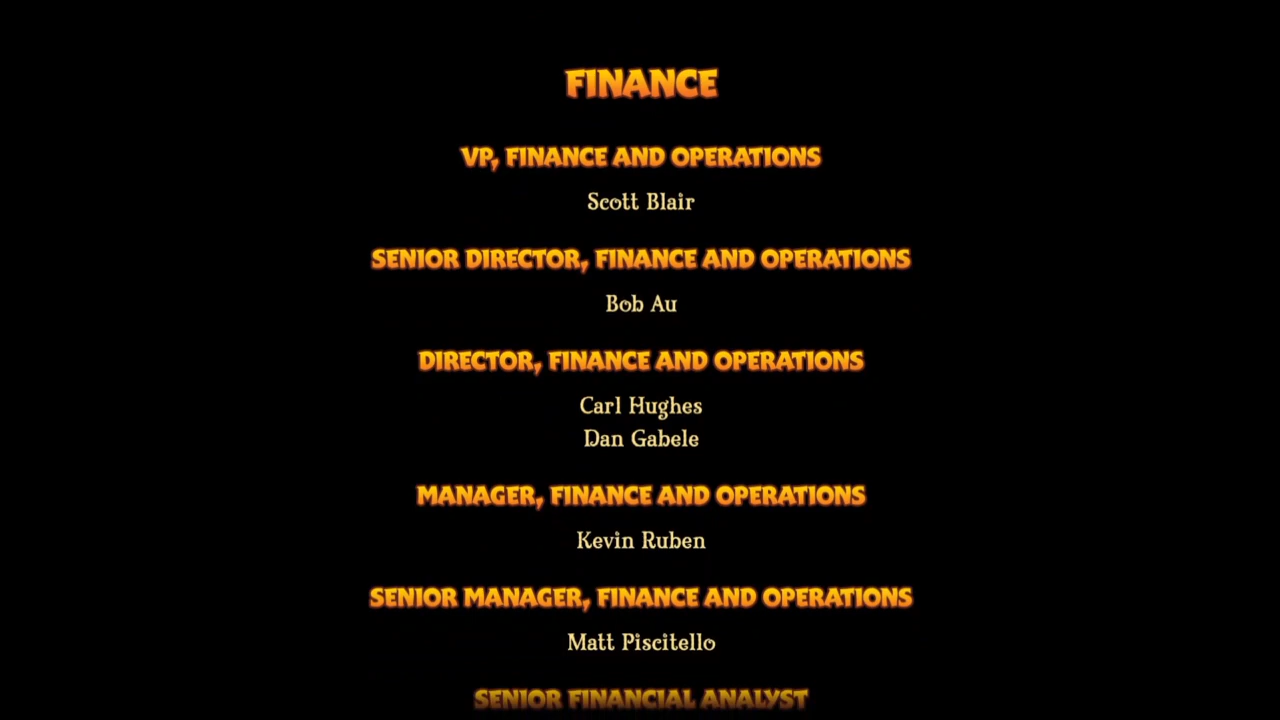 FINANCE
VP, FINANCE AND OPERATIONS
Scott Blair
SENIOR DIRECTOR, FINANCE AND OPERATIONS
Bob Au
DIRECTOR, FINANCE AND OPERATIONS
Carl Hughes
Dan Gabele
MANAGER, FINANCE AND OPERATIONS
Kevin Ruben
SENIOR MANAGER, FINANCE AND OPERATIONS
Matt Piscitello
SENIOR FINANCIAL ANALYST